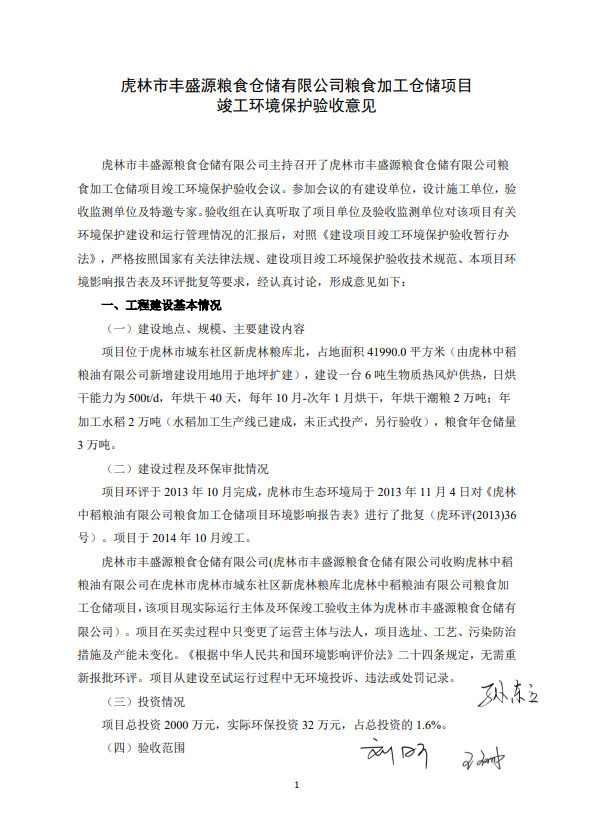 虎林市丰盛源粮食仓储有限公司粮食加工仓储项目
竣工环境保护验收意见
虎林市丰盛源粮食仓储有限公司主持召开了虎林市丰盛源粮食仓储有限公司粮
食加工仓储项目竣工环境保护验收会议。参加会议的有建设单位，设计施工单位，验
收监测单位及特邀专家。验收组在认真听取了项目单位及验收监测单位对该项目有关
环境保护建设和运行管理情况的汇报后，对照《建设项目竣工环境保护验收暂行办
法》，严格按照国家有关法律法规、建设项目竣工环境保护验收技术规范、本项目环
境影响报告表及环评批复等要求，经认真讨论，形成意见如下：
一、工程建设基本情况
（一）建设地点、规模、主要建设内容
项目位于虎林市城东社区新虎林粮库北，占地面积 41990.0 平方米（由虎林中稻
粮油有限公司新增建设用地用于地坪扩建），建设一台 6 吨生物质热风炉供热，日烘
干能力为 500t/d，年烘干 40 天，每年 10 月-次年 1 月烘干，年烘干潮粮 2 万吨；年
加工水稻 2 万吨（水稻加工生产线已建成，未正式投产，另行验收），粮食年仓储量
3 万吨。
（二）建设过程及环保审批情况
项目环评于 2013 年 10 月完成，虎林市生态环境局于 2013 年 11 月 4 日对《虎林
中稻粮油有限公司粮食加工仓储项目环境影响报告表》进行了批复（虎环评(2013)36
号）。项目于 2014 年 10 月竣工。
虎林市丰盛源粮食仓储有限公司(虎林市丰盛源粮食仓储有限公司收购虎林中稻
粮油有限公司在虎林市虎林市城东社区新虎林粮库北虎林中稻粮油有限公司粮食加
工仓储项目，该项目现实际运行主体及环保竣工验收主体为虎林市丰盛源粮食仓储有
限公司）。项目在买卖过程中只变更了运营主体与法人，项目选址、工艺、污染防治
措施及产能未变化。《根据中华人民共和国环境影响评价法》二十四条规定，无需重
新报批环评。项目从建设至试运行过程中无环境投诉、违法或处罚记录。
（三）投资情况
项目总投资 2000 万元，实际环保投资 32 万元，占总投资的 1.6%。
（四）验收范围
1